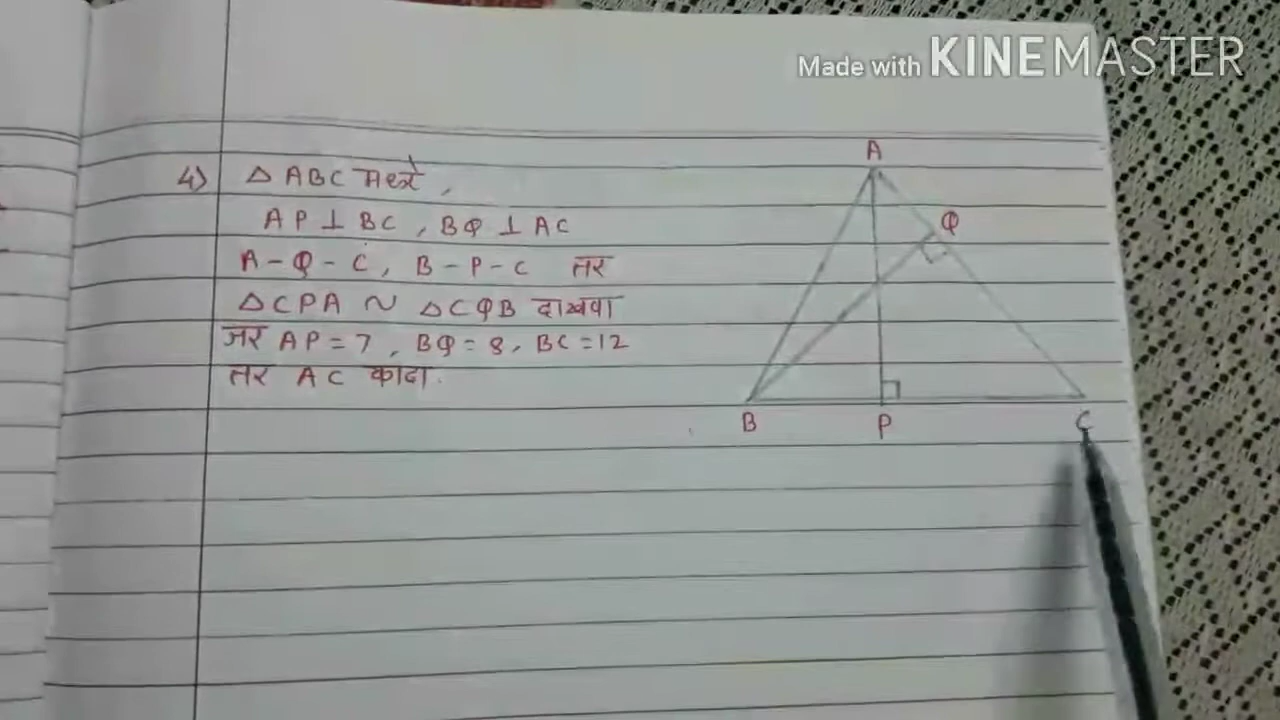 Made with KINEMASTER
4) △ ABC मध्ये,
AP ⊥ BC, BQ ⊥ AC
A - Q - C, B - P - C तर
△CPA ~ △CQB दाखवा
जर AP = 7, BQ = 8, BC = 12
तर AC काढा.
A
Q
B P C